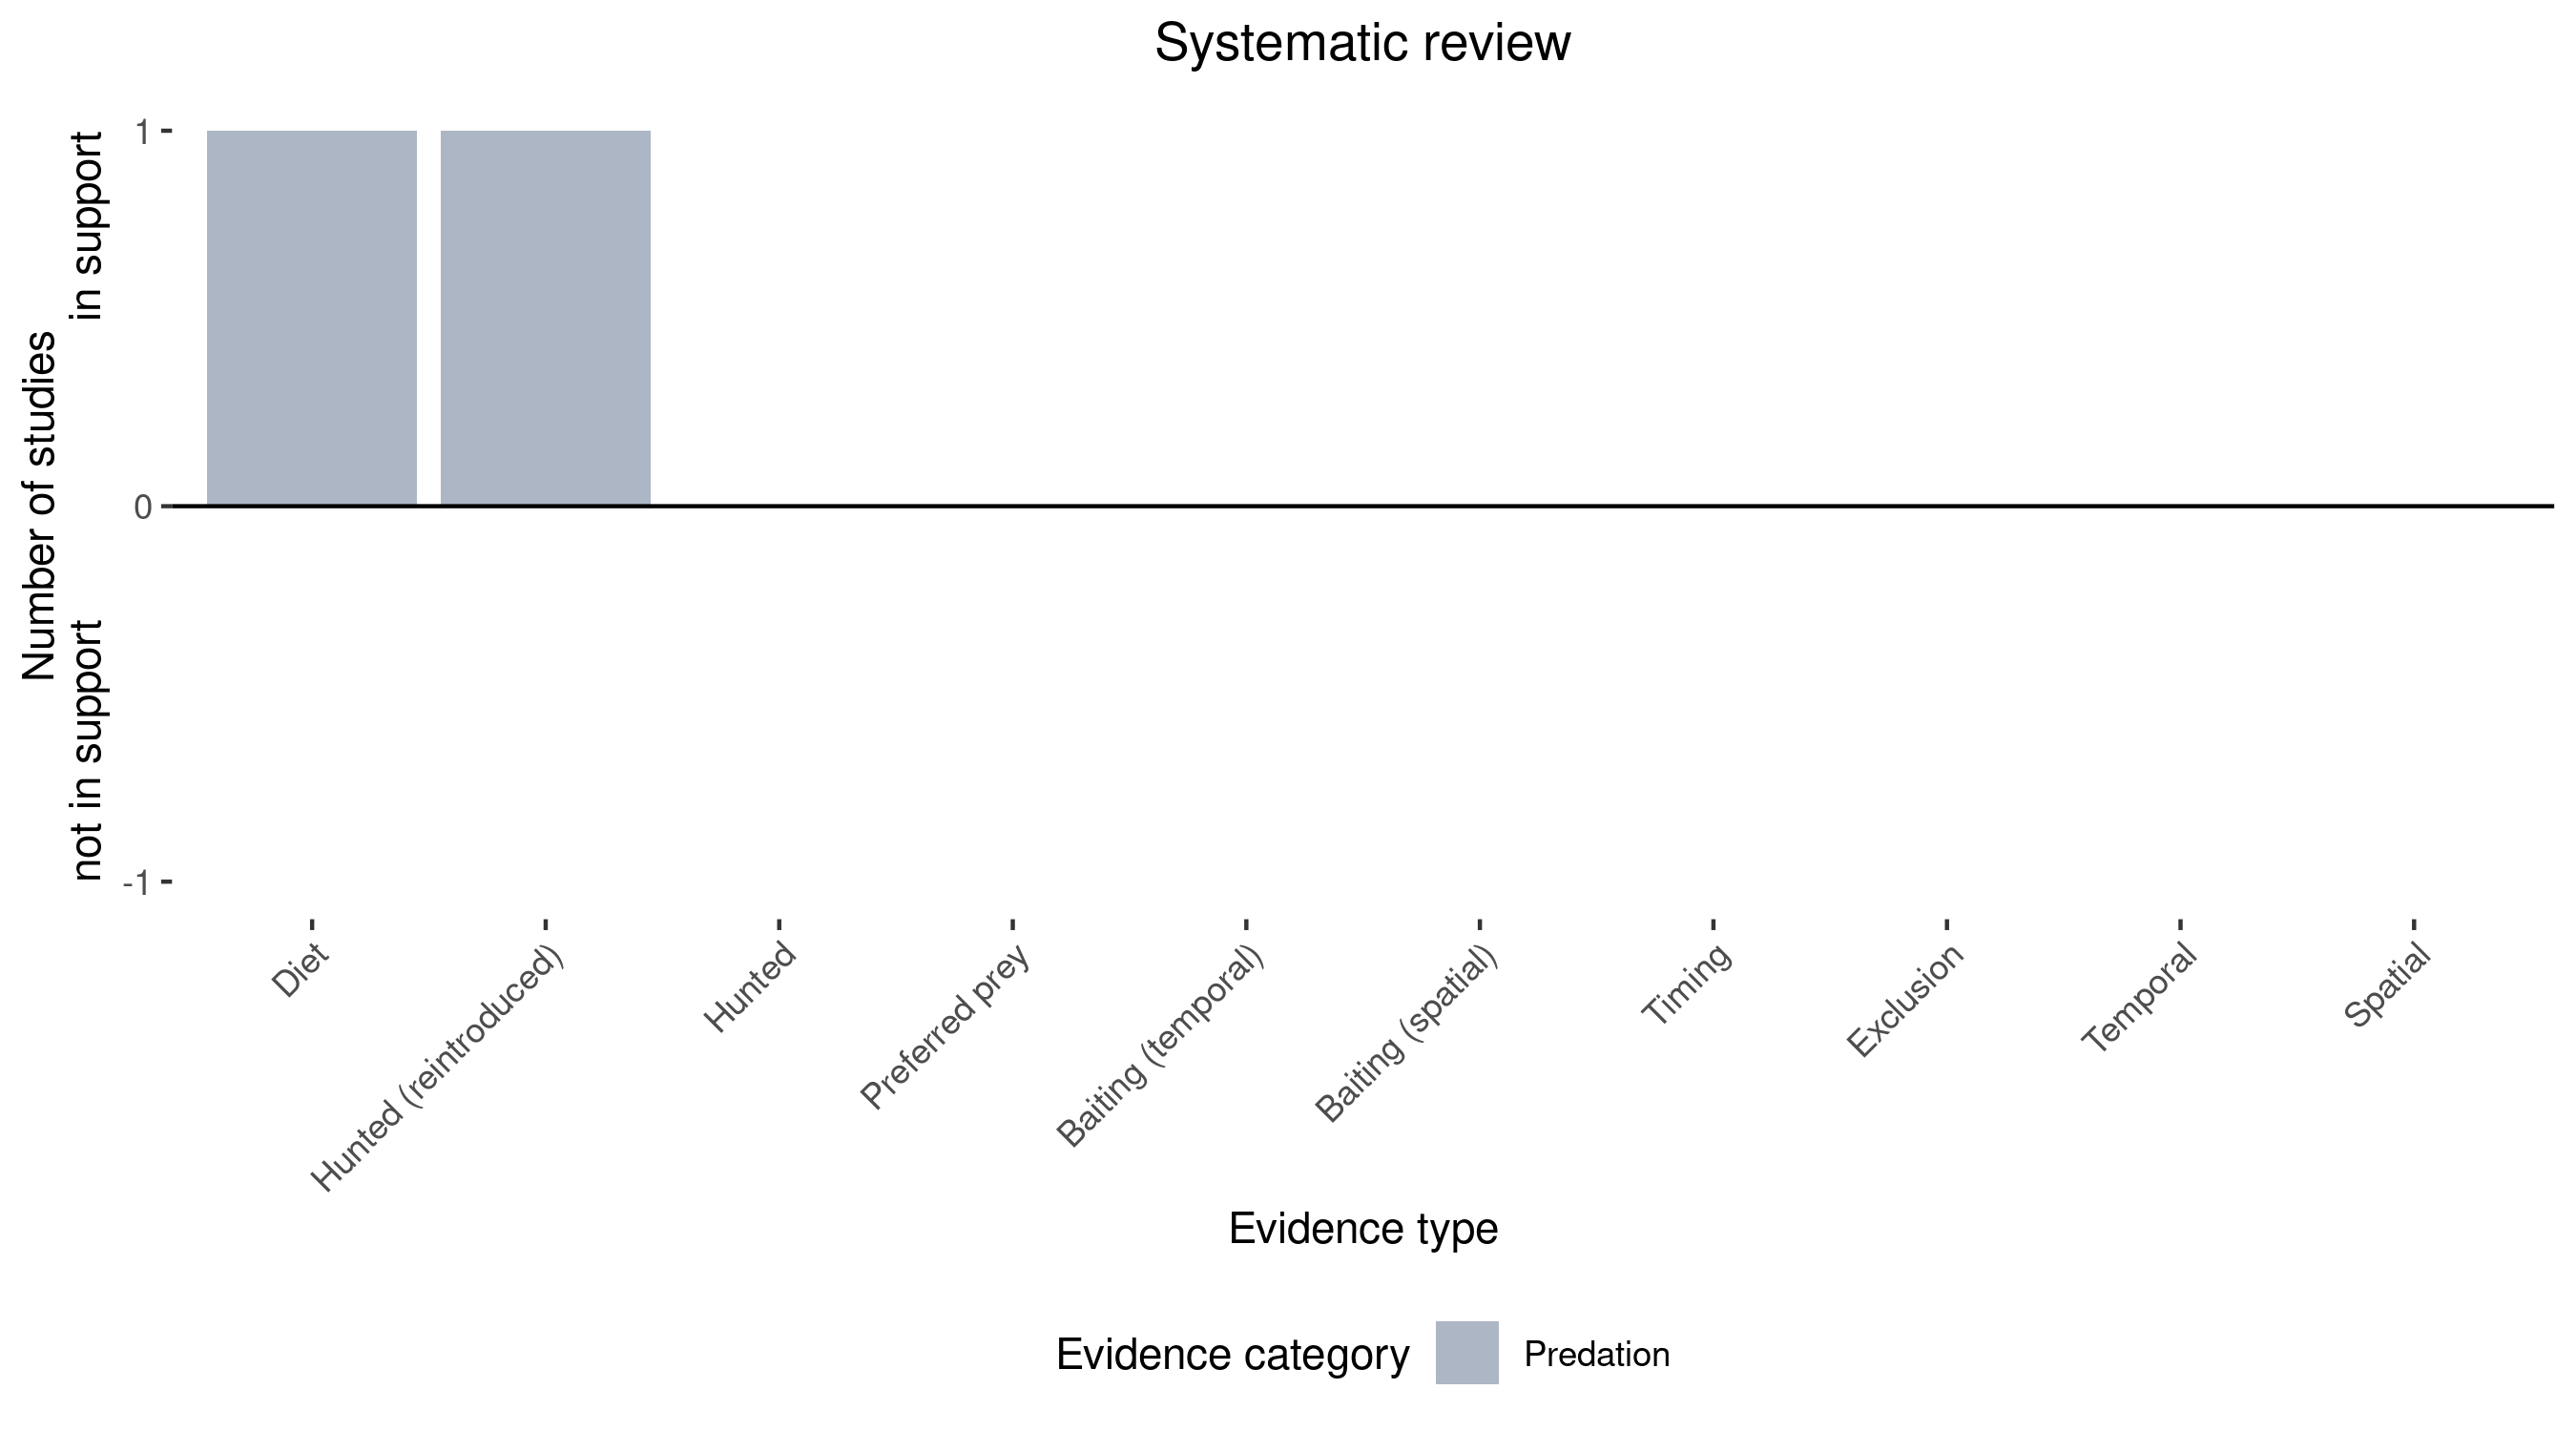 Systematic review
Number of studies
not in support in support
1
0
-1
Diet
Hunted (reintroduced)
Hunted
Preferred prey
Baiting (temporal)
Baiting (spatial)
Timing
Exclusion
Temporal
Spatial
Evidence type
Evidence category Predation